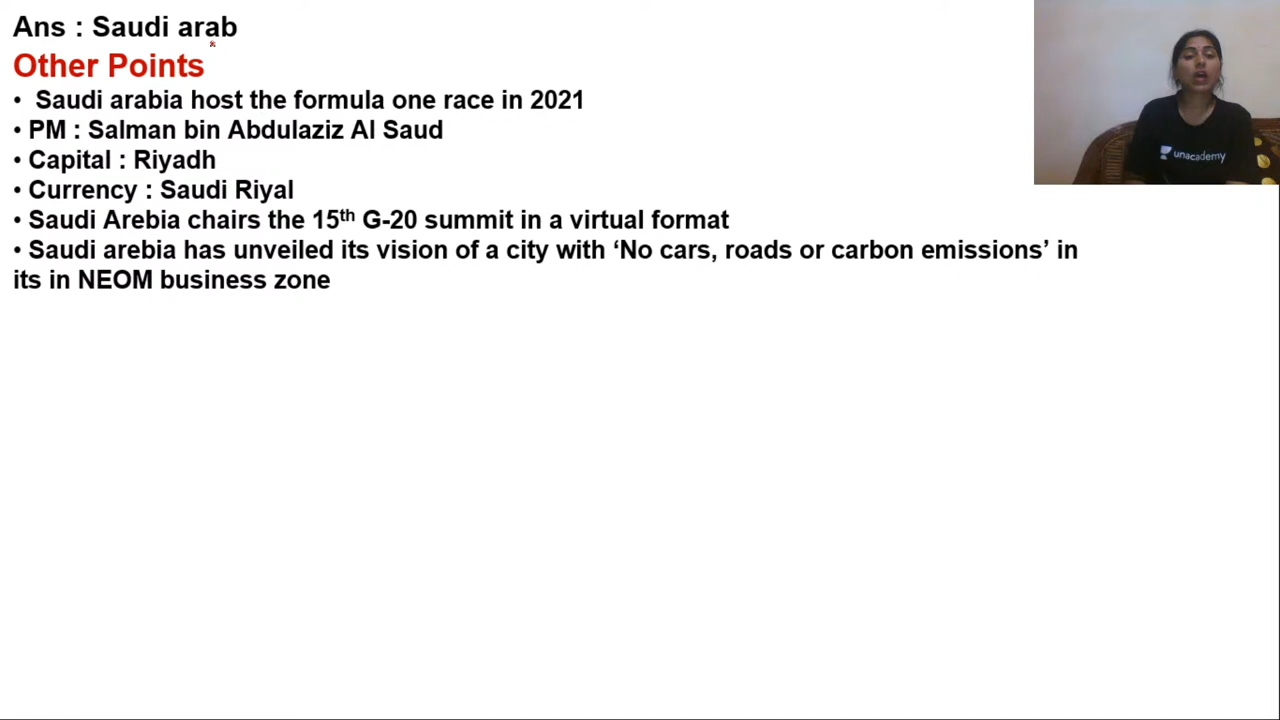 Ans : Saudi arab
Other Points
• Saudi arabia host the formula one race in 2021
• PM : Salman bin Abdulaziz Al Saud
• Capital : Riyadh
• Currency : Saudi Riyal
• Saudi Arebia chairs the 15th G-20 summit in a virtual format
• Saudi arebia has unveiled its vision of a city with ‘No cars, roads or carbon emissions’ in
its in NEOM business zone
unacademy